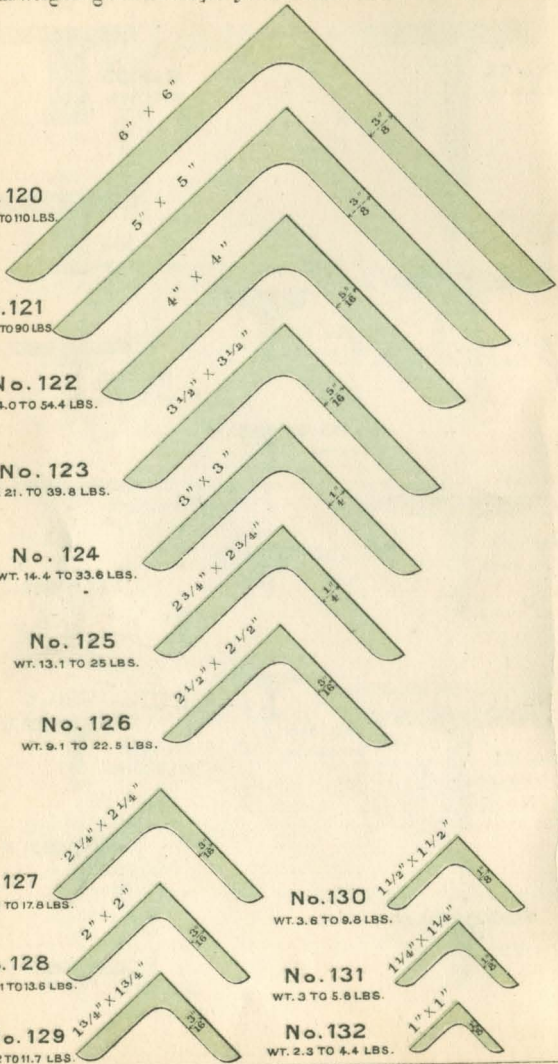 6" × 6"
3/8"
120
TO 110 LBS.
5" × 5"
3/8"
.121
TO 90 LBS.
4" × 4"
5/16"
No. 122
4.0 TO 54.4 LBS.
3 1/2" × 3 1/2"
5/16"
No. 123
21. TO 39.8 LBS.
3" × 3"
1/4"
No. 124
WT. 14.4 TO 33.6 LBS.
2 3/4" × 2 3/4"
1/4"
No. 125
WT. 13.1 TO 25 LBS.
2 1/2" × 2 1/2"
3/16"
No. 126
WT. 9.1 TO 22.5 LBS.
2 1/4" × 2 1/4"
3/16"
127
TO 17.8 LBS.
2" × 2"
3/16"
.128
1 TO 13.6 LBS.
1 3/4" × 1 3/4"
3/16"
o. 129
TO 11.7 LBS.
1 1/2" × 1 1/2"
1/8"
No. 130
WT. 3.6 TO 9.8 LBS.
1 1/4" × 1 1/4"
1/8"
No. 131
WT. 3 TO 5.8 LBS.
1" × 1"
No. 132
WT. 2.3 TO 4.4 LBS.